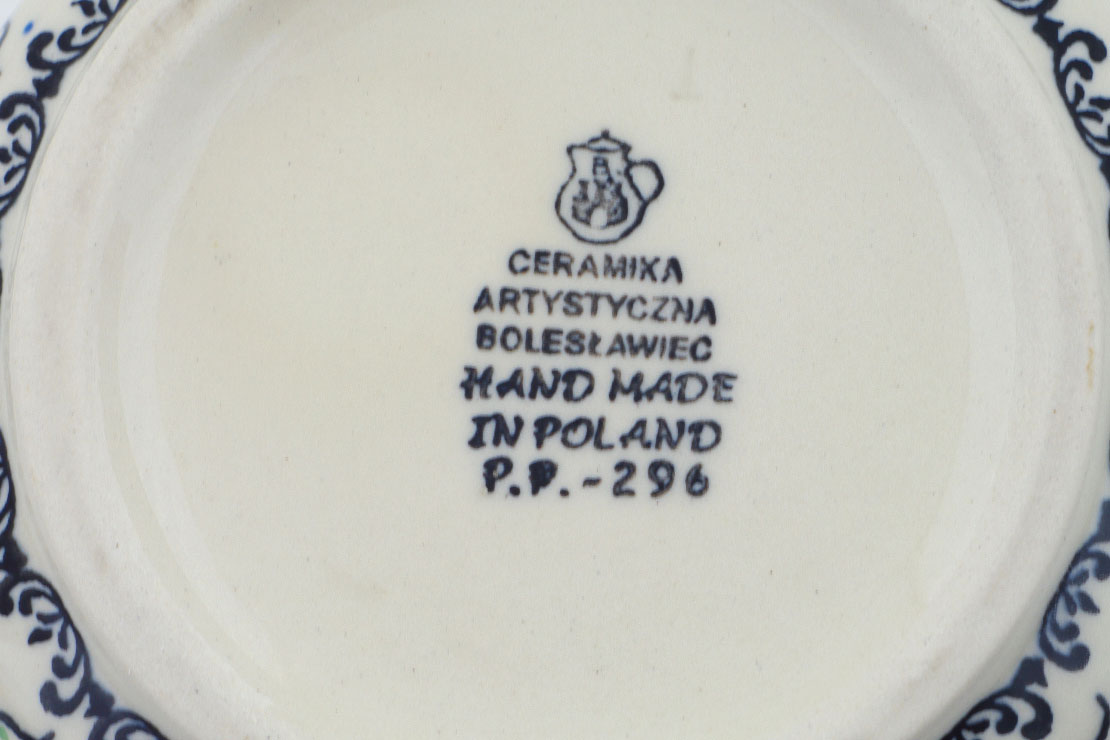 CERAMIKA
ARTYSTYCZNA
BOLESŁAWIEC
HAND MADE
IN POLAND
P.P.-296